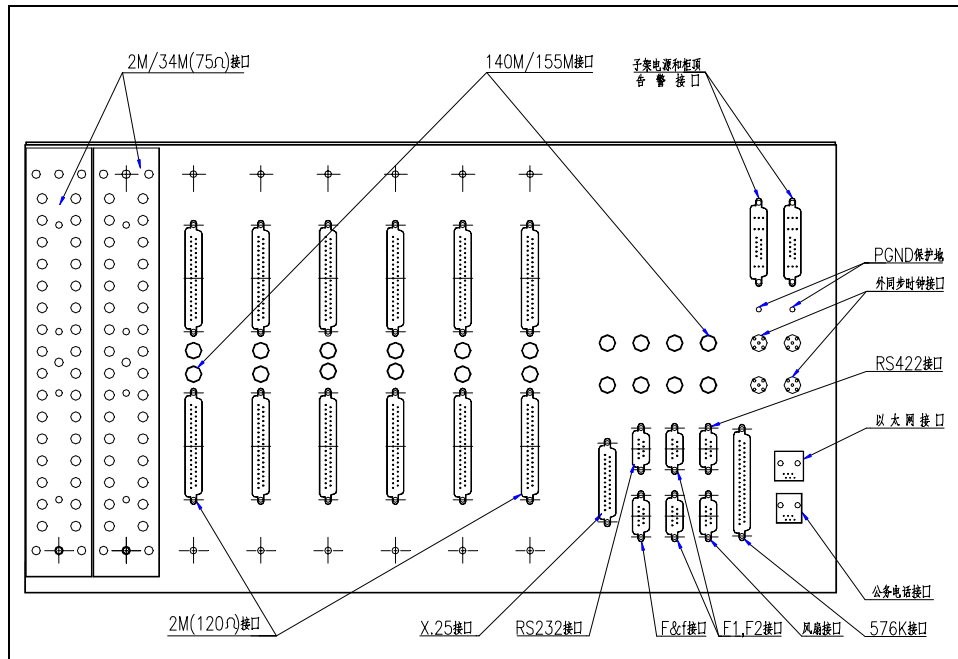 2M/34M(75Ω)接口
140M/155M接口
子架电源和柜顶
告警接口
PGND保护地
外同步时钟接口
RS422接口
以太网接口
公务电话接口
2M(120Ω)接口
X.25接口
RS232接口
F&f接口
F1,F2接口
风扇接口
576K接口